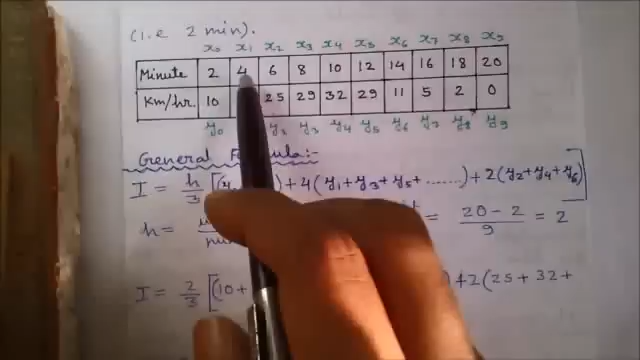 (i.e 2 min).
x₀ x₁ x₂ x₃ x₄ x₅ x₆ x₇ x₈ x₉
Minute 2 4 6 8 10 12 14 16 18 20
Km/hr. 10 25 29 32 29 11 5 2 0
y₀ y₂ y₃ y₄ y₅ y₆ y₇ y₈ y₉
General Formula:-
I = h/3 [( ) + 4(y₁+y₃+y₅+......) + 2(y₂+y₄+y₆)]
h = = 20-2/9 = 2
I = 2/3 [(10+ ) +2(25+32+